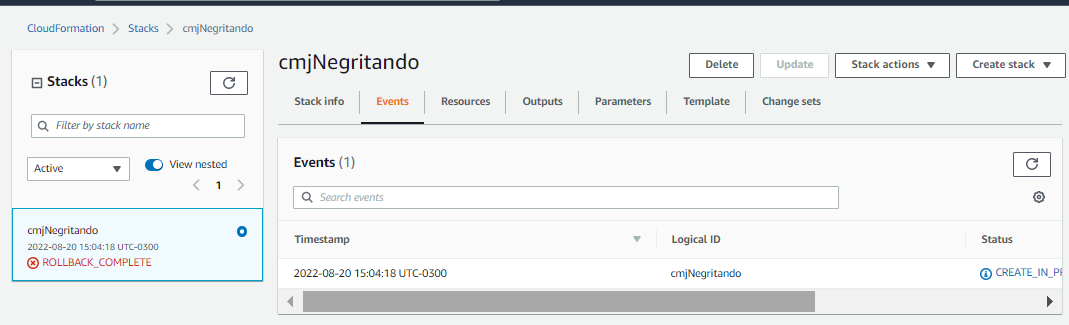 CloudFormation > Stacks > cmjNegritando
Stacks (1)
Filter by stack name
Active
View nested
1
cmjNegritando
2022-08-20 15:04:18 UTC-0300
ROLLBACK_COMPLETE
cmjNegritando
Delete Update Stack actions Create stack
Stack info Events Resources Outputs Parameters Template Change sets
Events (1)
Search events
Timestamp Logical ID Status
2022-08-20 15:04:18 UTC-0300 cmjNegritando CREATE_IN_PR